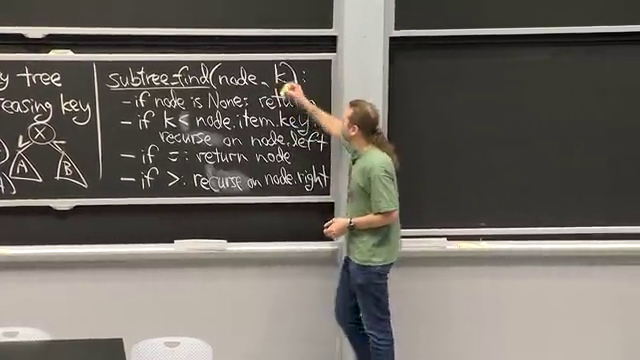 y tree
easing key
X
A
B
subtree_find(node, k):
- if node is None: return
- if k < node.item.key:
recurse on node.left
- if =: return node
- if >: recurse on node.right